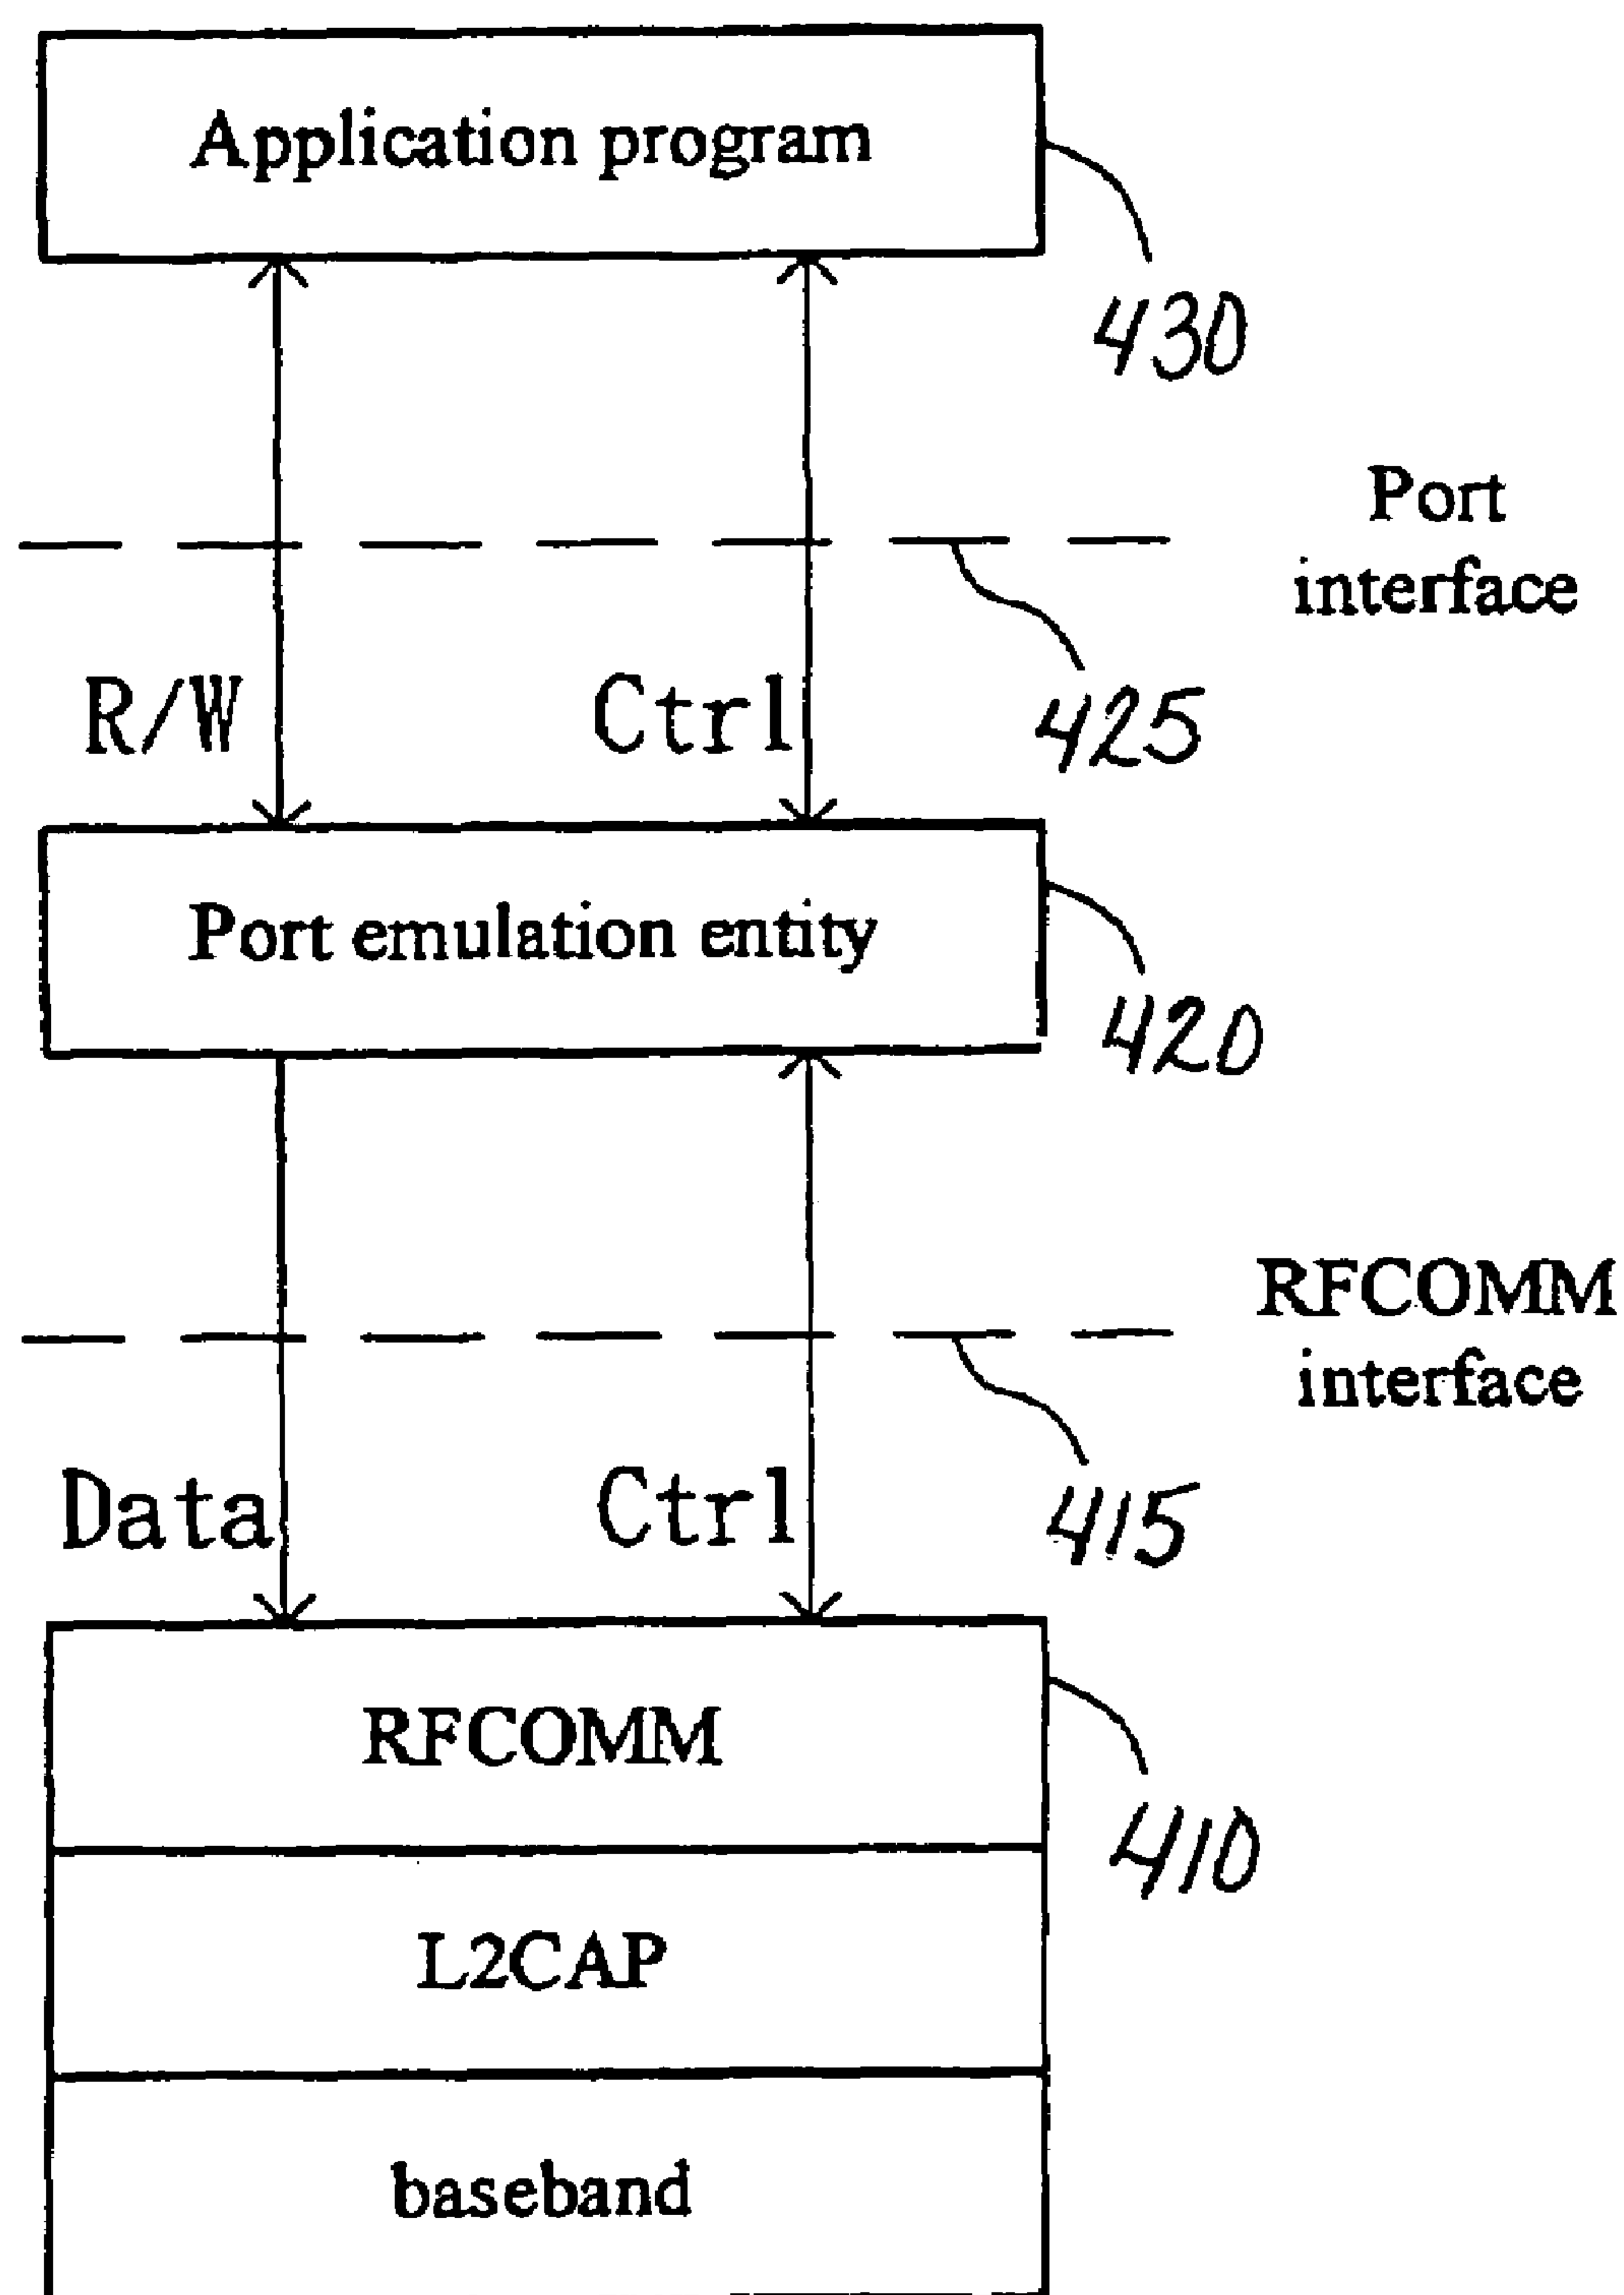 Application program
430
Port
interface
R/W
Ctrl
425
Port emulation entity
420
RFCOMM
interface
Data
Ctrl
415
RFCOMM
410
L2CAP
baseband